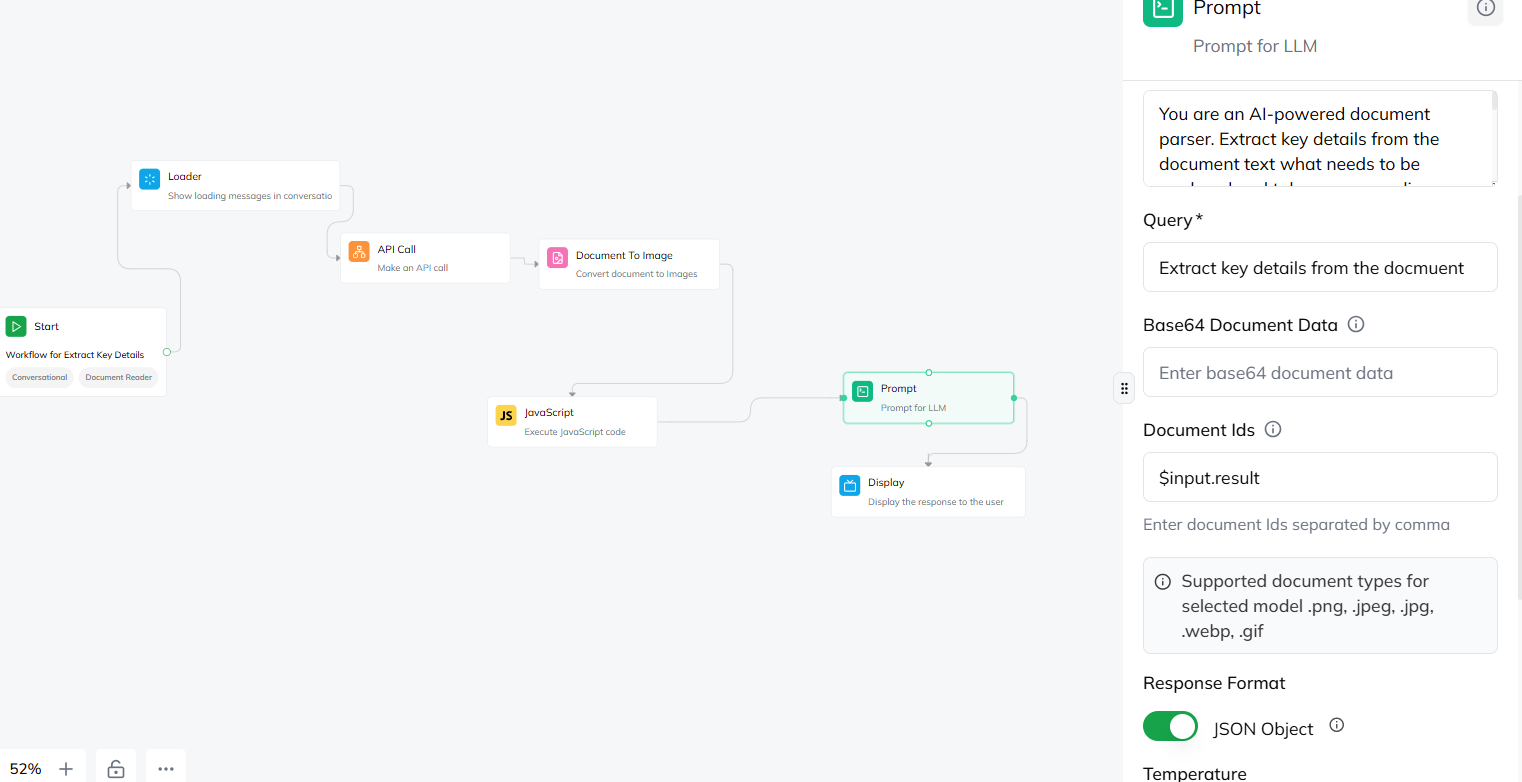 Loader
Show loading messages in conversatio
API Call
Make an API call
Document To Image
Convert document to Images
Start
Workflow for Extract Key Details
Conversational
Document Reader
JS
JavaScript
Execute JavaScript code
Prompt
Prompt for LLM
Display
Display the response to the user
52%
Prompt
Prompt for LLM
You are an AI-powered document
parser. Extract key details from the
document text what needs to be
Query*
Extract key details from the docmuent
Base64 Document Data
Enter base64 document data
Document Ids
$input.result
Enter document Ids separated by comma
Supported document types for
selected model .png, .jpeg, .jpg,
.webp, .gif
Response Format
JSON Object
Temperature